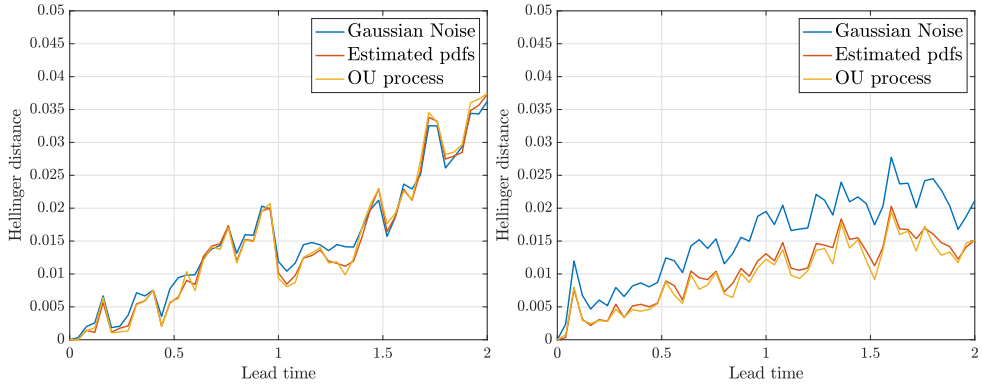 0.05
0.045
0.04
0.035
0.03
0.025
0.02
0.015
0.01
0.005
0
Hellinger distance
Gaussian Noise
Estimated pdfs
OU process
0 0.5 1 1.5 2
Lead time
0.05
0.045
0.04
0.035
0.03
0.025
0.02
0.015
0.01
0.005
0
Hellinger distance
Gaussian Noise
Estimated pdfs
OU process
0 0.5 1 1.5 2
Lead time